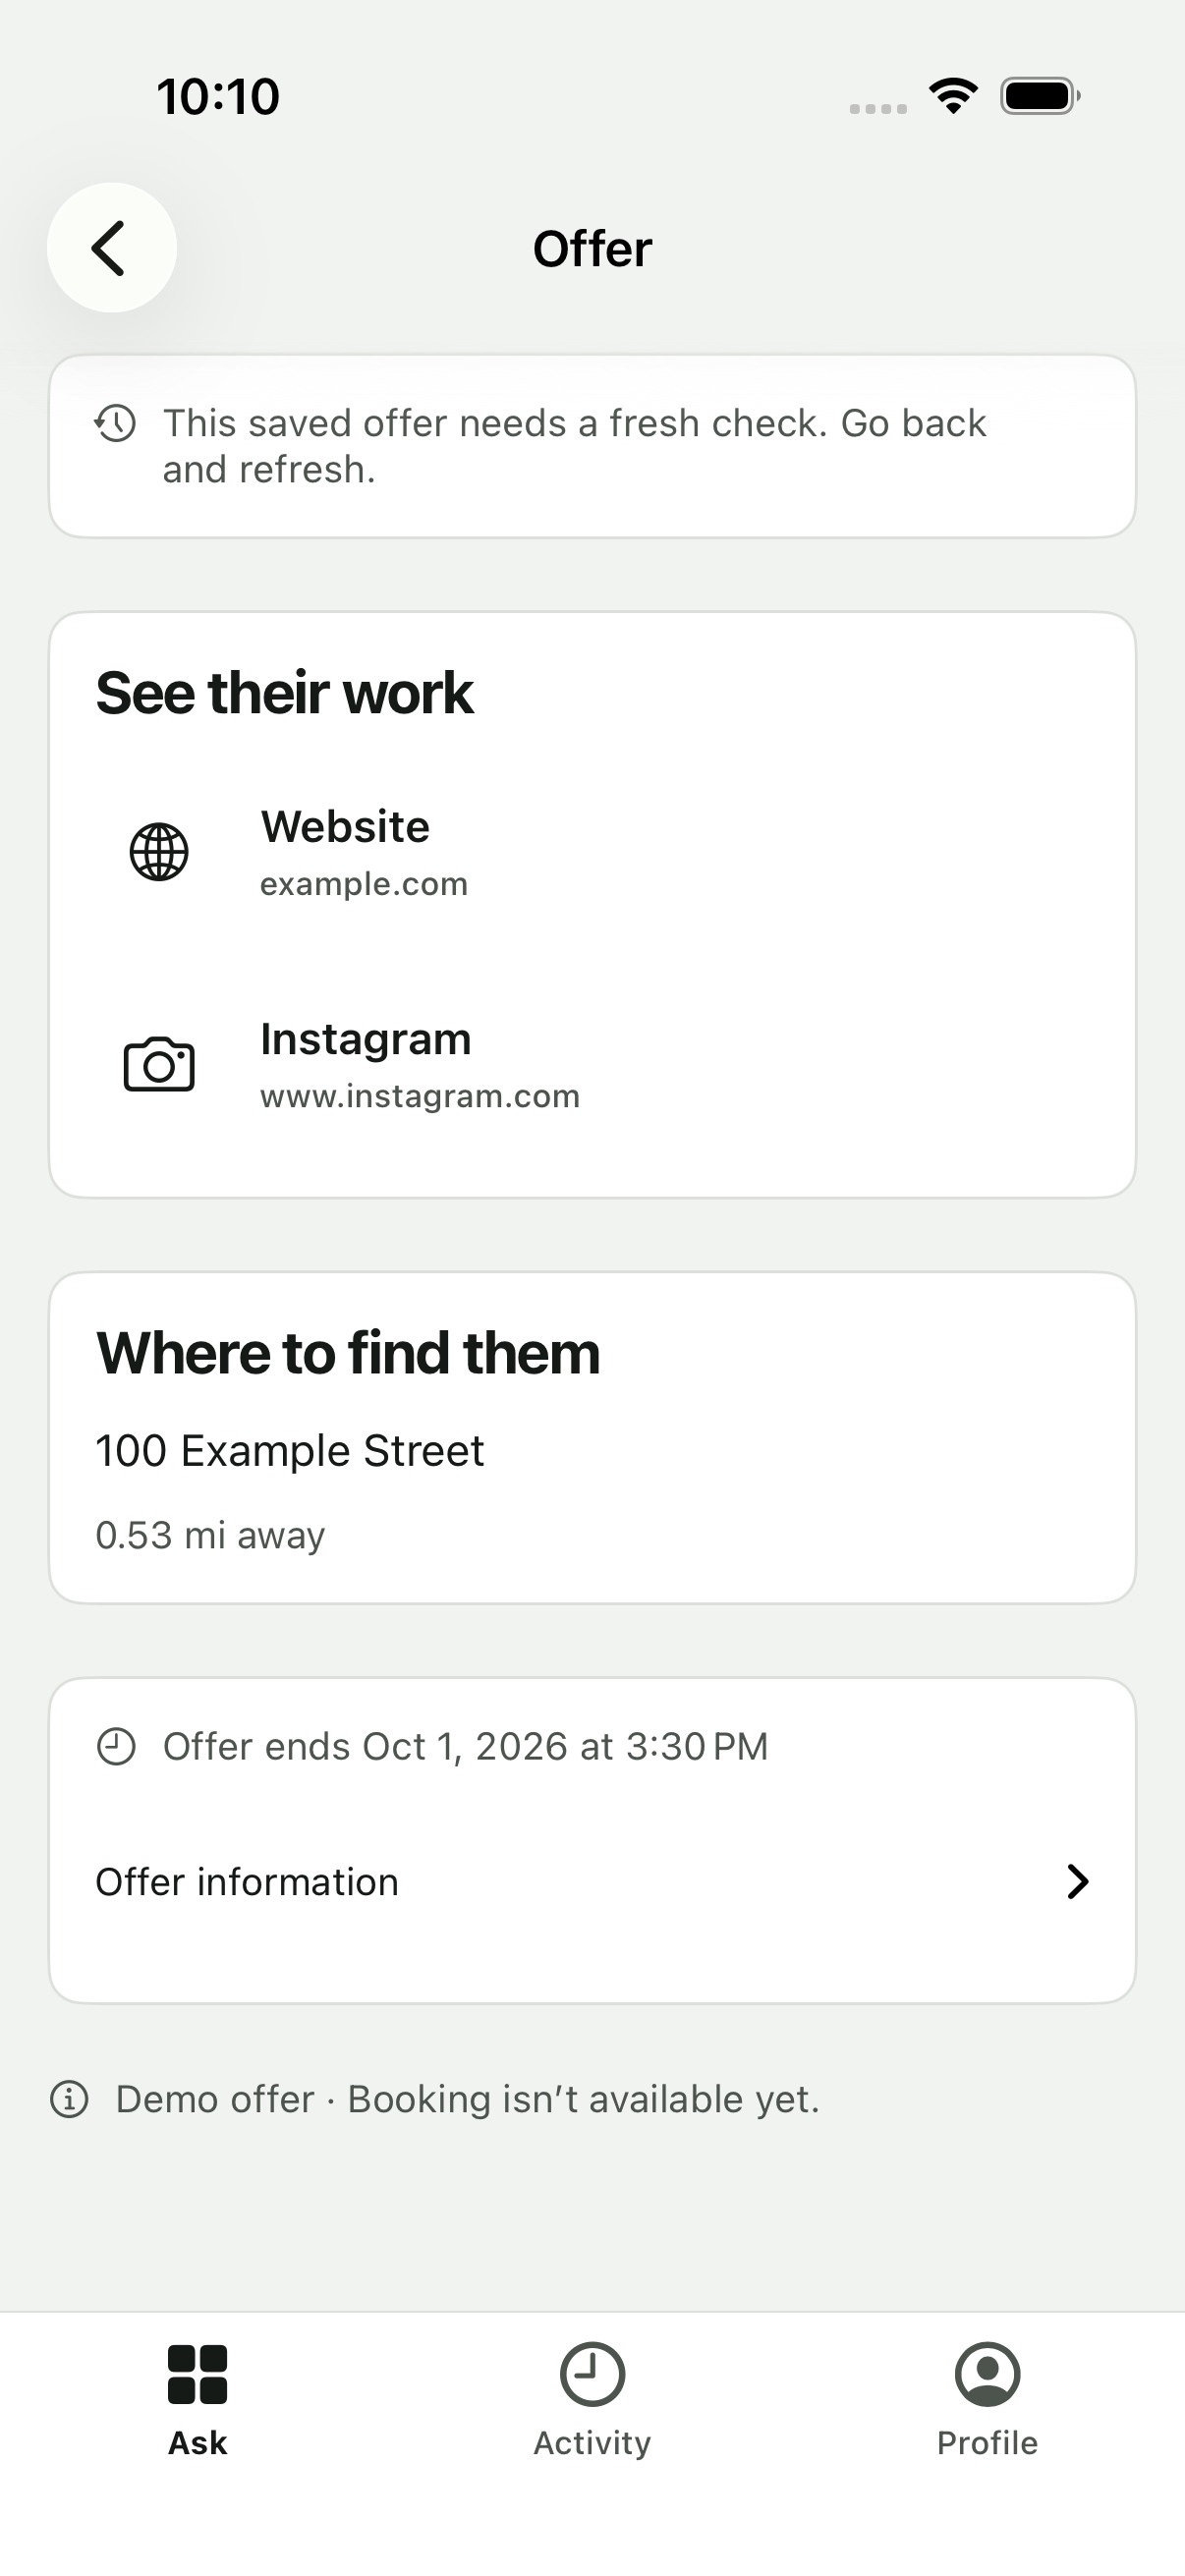 10:10
Offer
This saved offer needs a fresh check. Go back
and refresh.
See their work
Website
example.com
Instagram
www.instagram.com
Where to find them
100 Example Street
0.53 mi away
Offer ends Oct 1, 2026 at 3:30 PM
Offer information
Demo offer · Booking isn’t available yet.
Ask
Activity
Profile